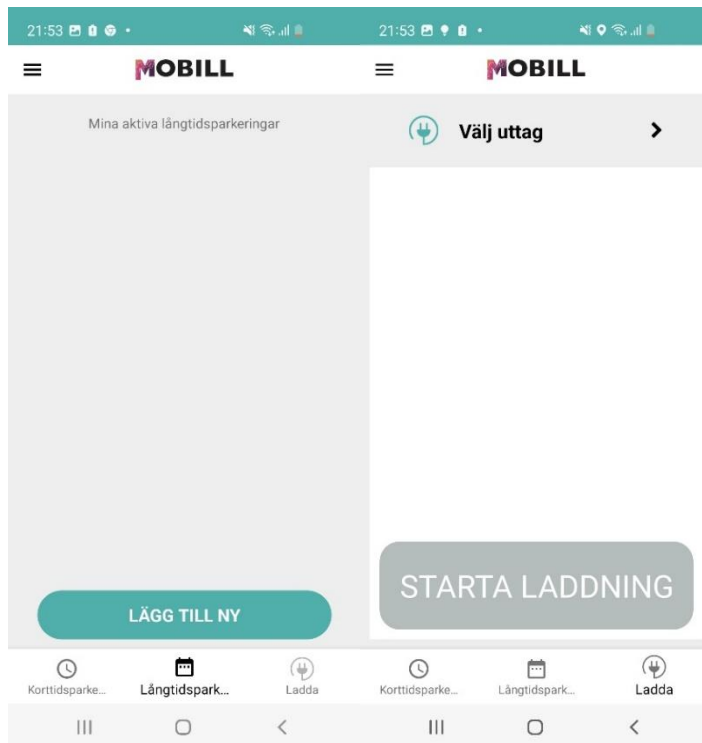 21:53
MOBILL
Mina aktiva långtidsparkeringar
LÄGG TILL NY
Korttidsparke...
Långtidspark...
Ladda
21:53
MOBILL
Välj uttag
STARTA LADDNING
Korttidsparke...
Långtidspark...
Ladda